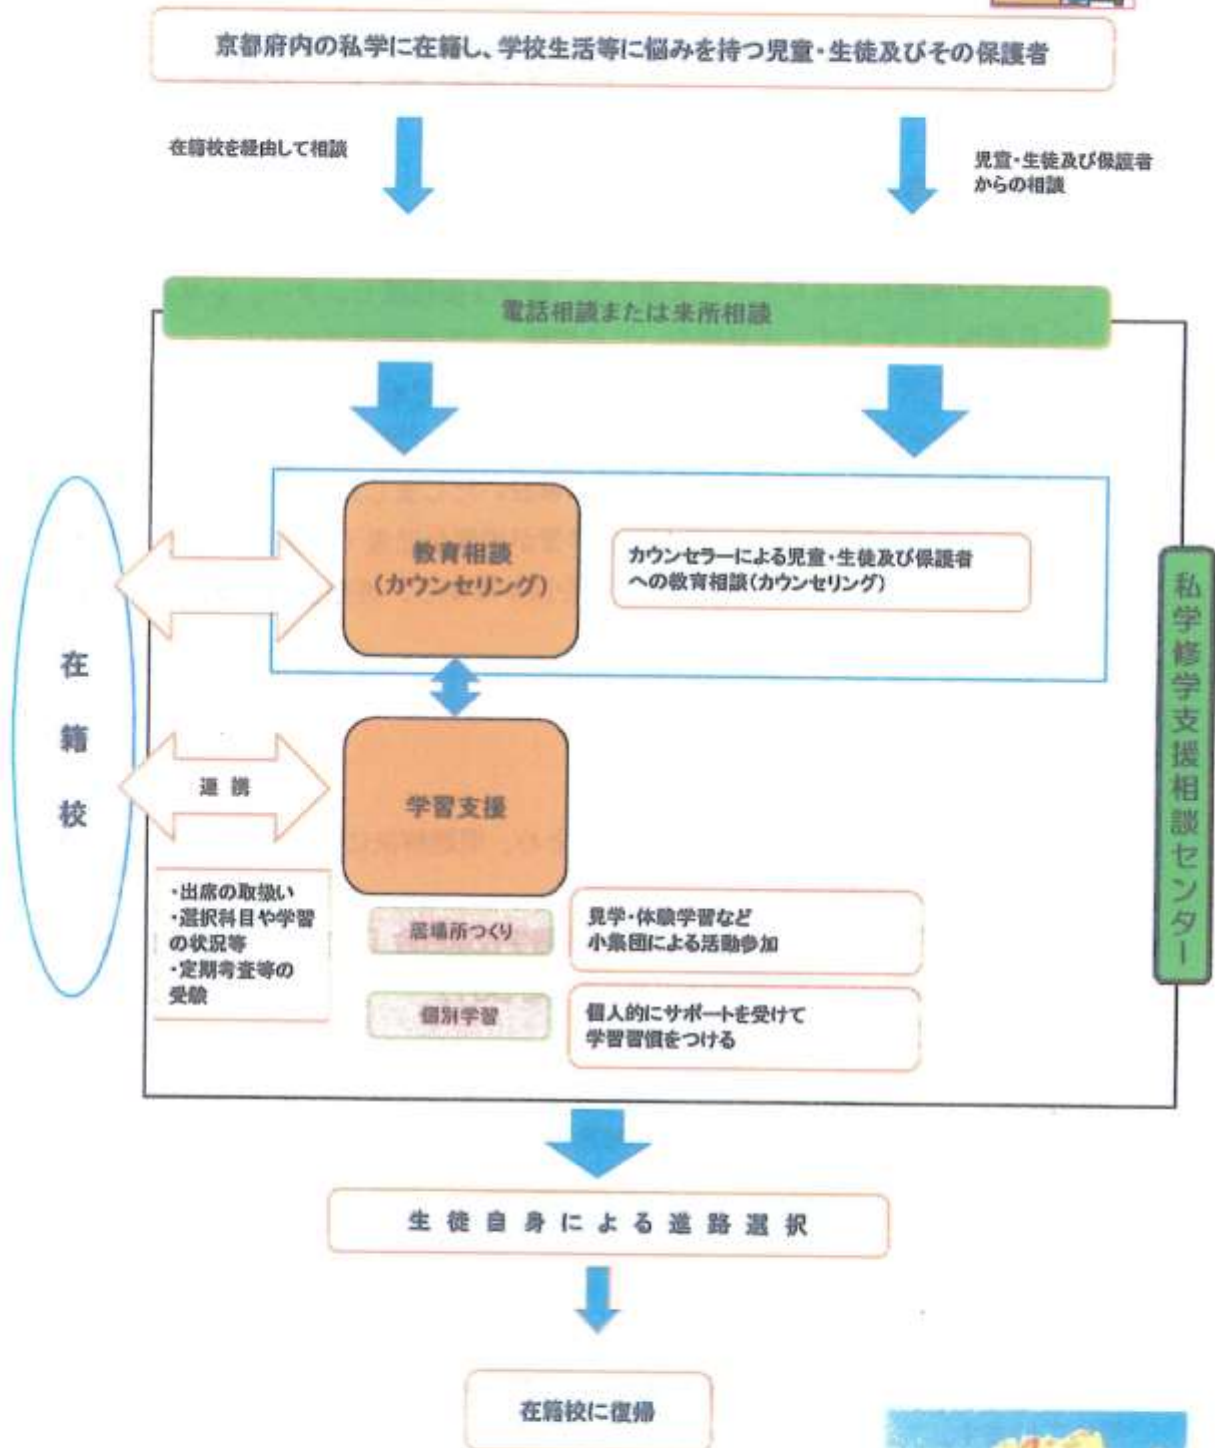 京都府内の私学に在籍し、学校生活等に悩みを持つ児童・生徒及びその保護者
在籍校を経由して相談
児童・生徒及び保護者
からの相談
電話相談または来所相談
教育相談
(カウンセリング)
カウンセラーによる児童・生徒及び保護者
への教育相談(カウンセリング)
在籍校
連携
学習支援
・出席の取扱い
・選択科目や学習
の状況等
・定期考査等の
受験
居場所つくり
見学・体験学習など
小集団による活動参加
個別学習
個人的にサポートを受けて
学習習慣をつける
私学修学支援相談センター
生徒自身による進路選択
在籍校に復帰